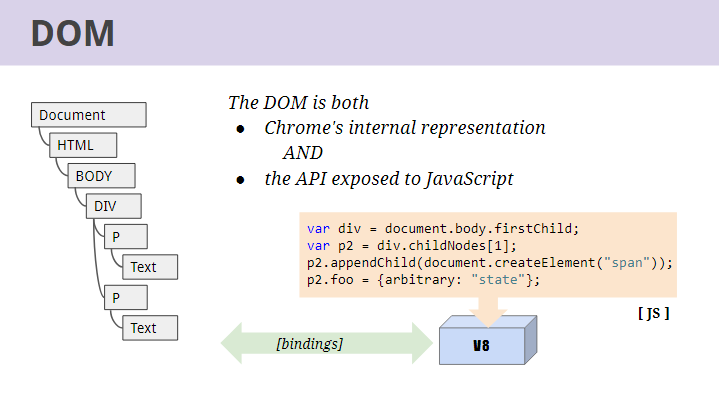 DOM
Document
HTML
BODY
DIV
P
Text
P
Text
The DOM is both
● Chrome's internal representation
AND
● the API exposed to JavaScript
var div = document.body.firstChild;
var p2 = div.childNodes[1];
p2.appendChild(document.createElement("span"));
p2.foo = {arbitrary: "state"};
[ JS ]
[bindings]
V8